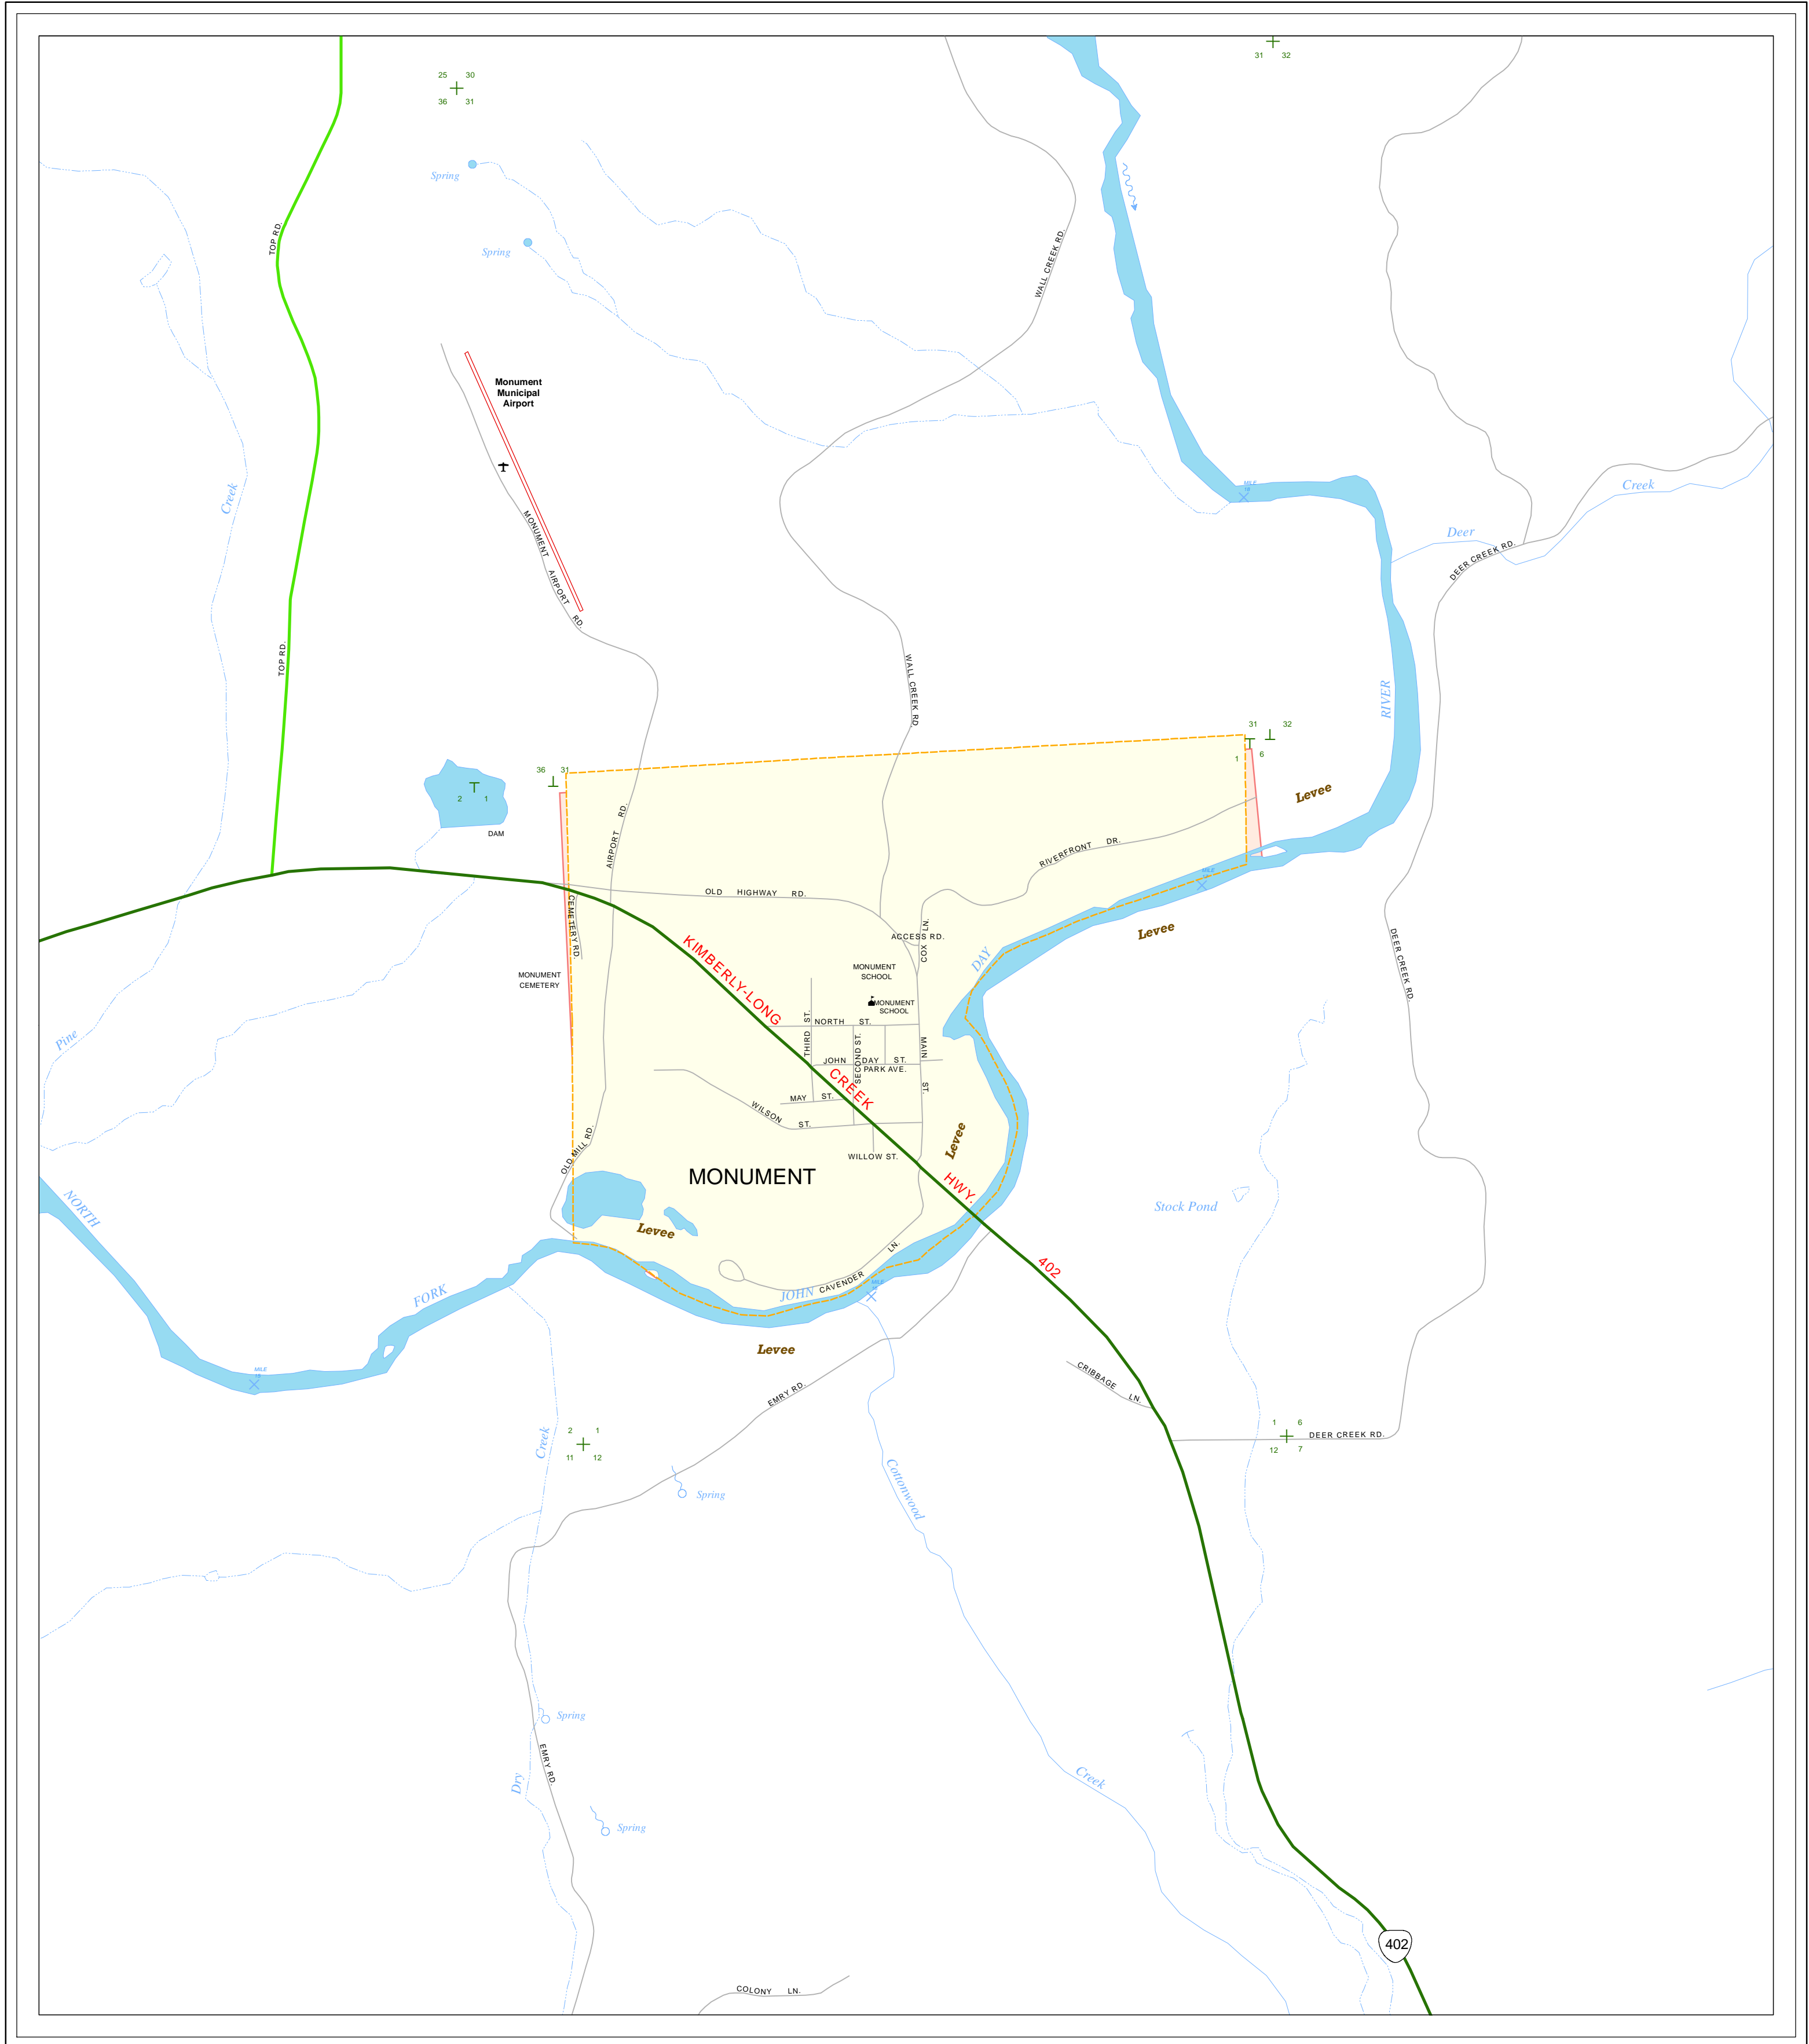 25 30
36 31
31 32
Spring
Spring
TOP RD.
WALL CREEK RD.
Monument
Municipal
Airport
Creek
MONUMENT AIRPORT RD.
MILE
Creek
Deer
DEER CREEK RD.
TOP RD.
WALL CREEK RD
RIVER
31 32
1 6
36 31
2 1
DAM
Levee
AIRPORT RD.
RIVERFRONT DR.
MILE
OLD HIGHWAY RD.
CEMETERY RD.
COX LN.
ACCESS RD.
Levee
DAY
KIMBERLY-LONG
MONUMENT
CEMETERY
MONUMENT
SCHOOL
MONUMENT
SCHOOL
DEER CREEK RD.
THIRD ST.
NORTH ST.
SECOND ST.
MAIN ST.
JOHN DAY ST.
PARK AVE.
Pine
CREEK
MAY ST.
WILSON ST.
OLD MILL RD.
Levee
WILLOW ST.
MONUMENT
HWY.
NORTH
Stock Pond
Levee
402
LN.
CAVENDER
JOHN
MILE
FORK
Levee
MILE
EMRY RD.
CRIBBAGE LN.
2 1
11 12
1 6
12 7
DEER CREEK RD.
Creek
Cottonwood
Spring
Spring
EMRY RD.
Dry
Creek
Spring
402
COLONY LN.